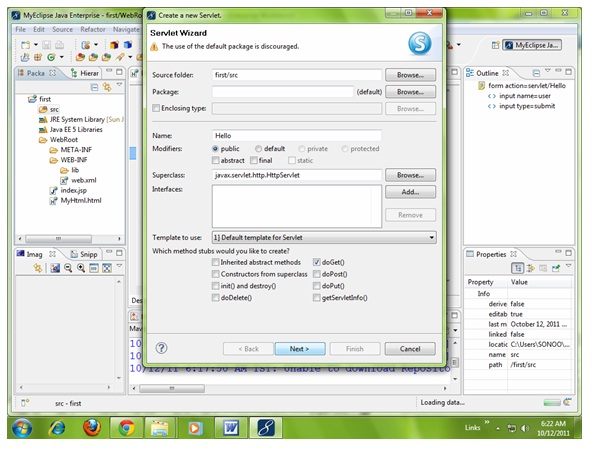 MyEclipse Java Enterprise - first/WebRo
File Edit Source Refactor Navigate
MyEclipse Ja...
Packa
Hierar
first
src
JRE System Library [Sun J
Java EE 5 Libraries
WebRoot
META-INF
WEB-INF
lib
web.xml
index.jsp
MyHtml.html
Imag
Snipp
Create a new Servlet.
Servlet Wizard
The use of the default package is discouraged.
Source folder: first/src Browse...
Package: (default) Browse...
Enclosing type: Browse...
Name: Hello
Modifiers: public default private protected
abstract final static
Superclass: javax.servlet.http.HttpServlet Browse...
Interfaces: Add...
Remove
Template to use: 1] Default template for Servlet
Which method stubs would you like to create?
Inherited abstract methods doGet()
Constructors from superclass doPost()
init() and destroy() doPut()
doDelete() getServletInfo()
< Back Next > Finish Cancel
Outline
form action=servlet/Hello
input name=user
input type=submit
Properties
Property Value
Info
derive false
editab true
last m October 12, 2011 ...
linked false
locatic C:\Users\SONOO\...
name src
path /first/src
Des
May
10
10
10/12/11 6:17:50 AM IST: Unable to download Reposito
src - first
Loading data...
Links
6:22 AM
10/12/2011